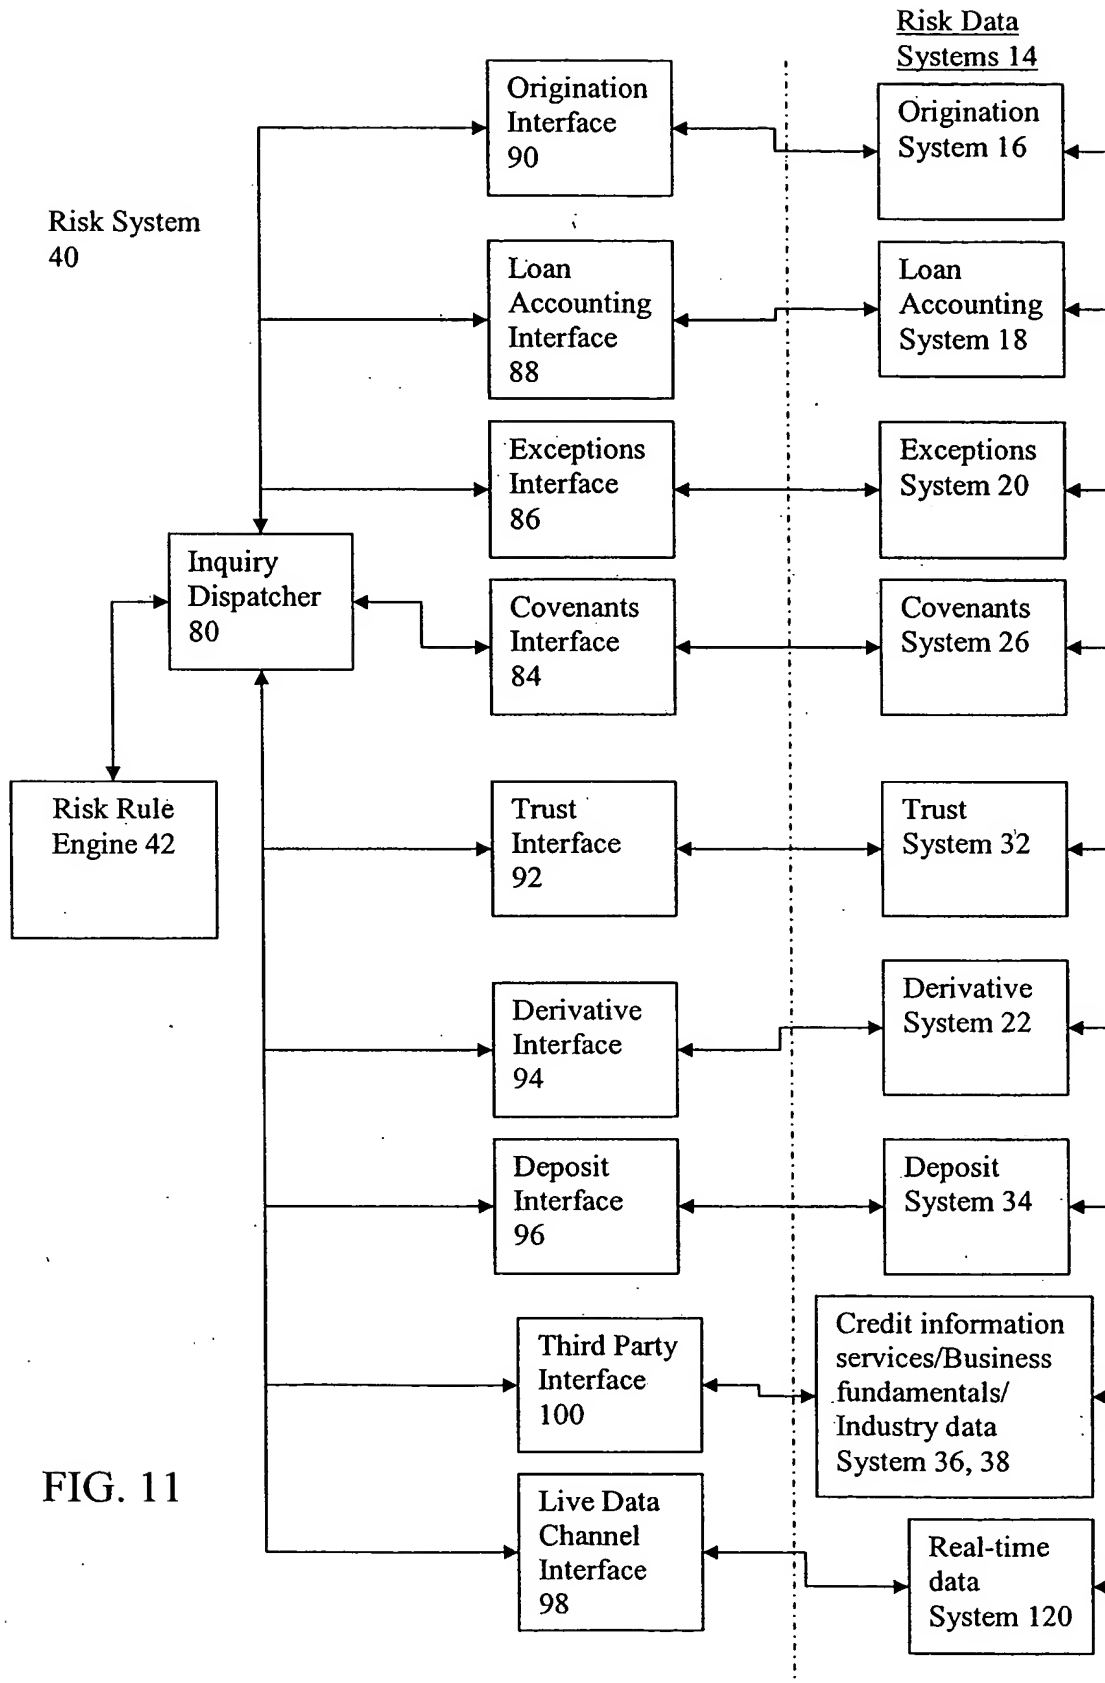 Risk Data
Systems 14
Origination
Interface
90
Origination
System 16
Risk System
40
Loan
Accounting
Interface
88
Loan
Accounting
System 18
Exceptions
Interface
86
Exceptions
System 20
Inquiry
Dispatcher
80
Covenants
Interface
84
Covenants
System 26
Risk Rule
Engine 42
Trust
Interface
92
Trust
System 32
Derivative
Interface
94
Derivative
System 22
Deposit
Interface
96
Deposit
System 34
Third Party
Interface
100
Credit information
services/Business
fundamentals/
Industry data
System 36, 38
FIG. 11
Live Data
Channel
Interface
98
Real-time
data
System 120